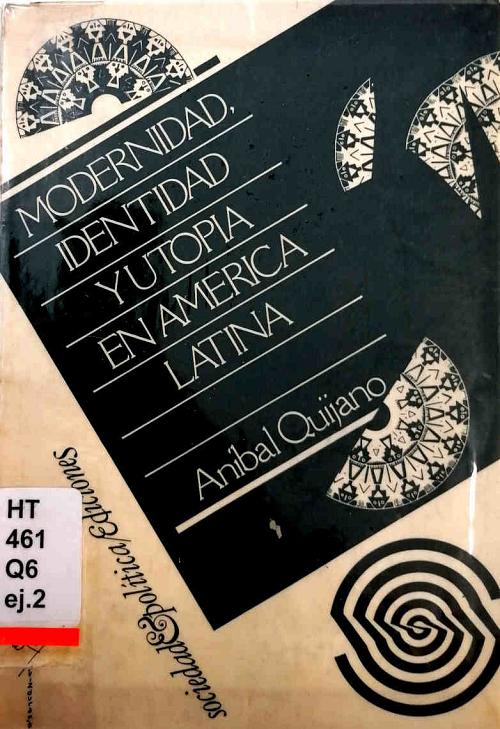 MODERNIDAD,
IDENTIDAD
Y UTOPIA
EN AMERICA
LATINA
Aníbal Quijano
sociedad & política/Ediciones
HT
461
Q6
ej.2